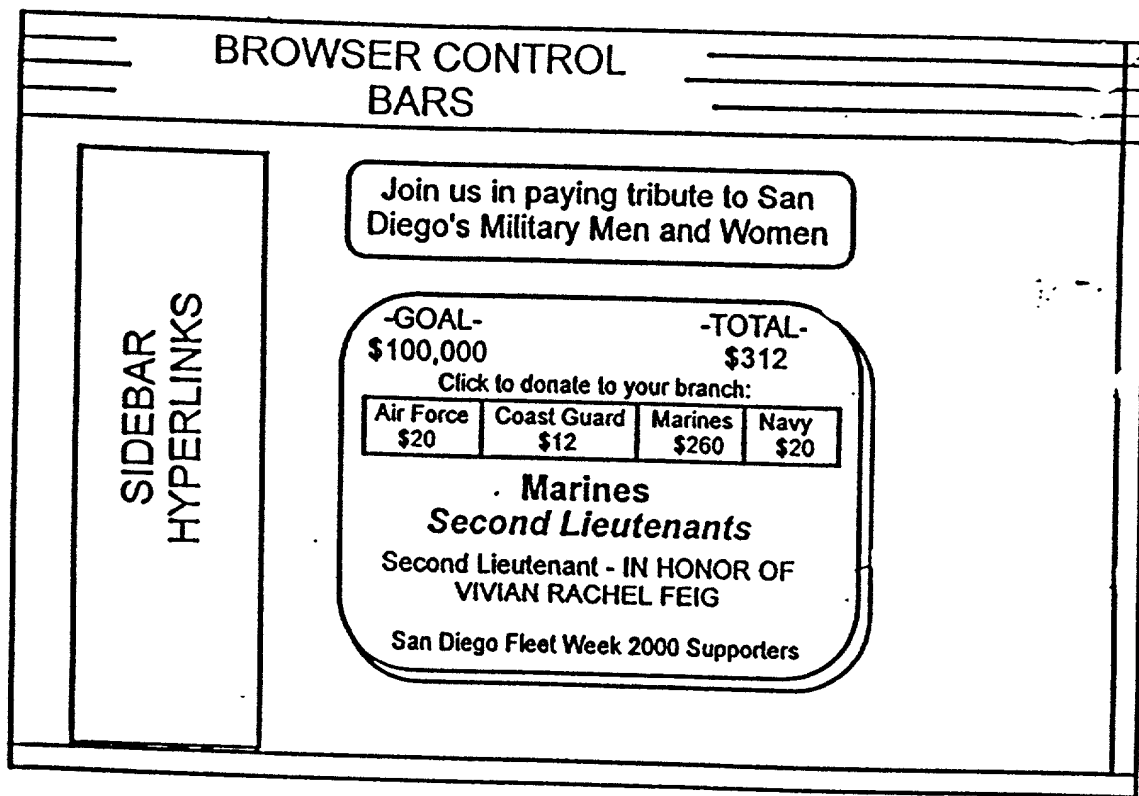 BROWSER CONTROL
BARS
SIDEBAR
HYPERLINKS
Join us in paying tribute to San
Diego's Military Men and Women
-GOAL- -TOTAL-
$100,000 $312
Click to donate to your branch:
Air Force Coast Guard Marines Navy
$20 $12 $260 $20
Marines
Second Lieutenants
Second Lieutenant - IN HONOR OF
VIVIAN RACHEL FEIG
San Diego Fleet Week 2000 Supporters